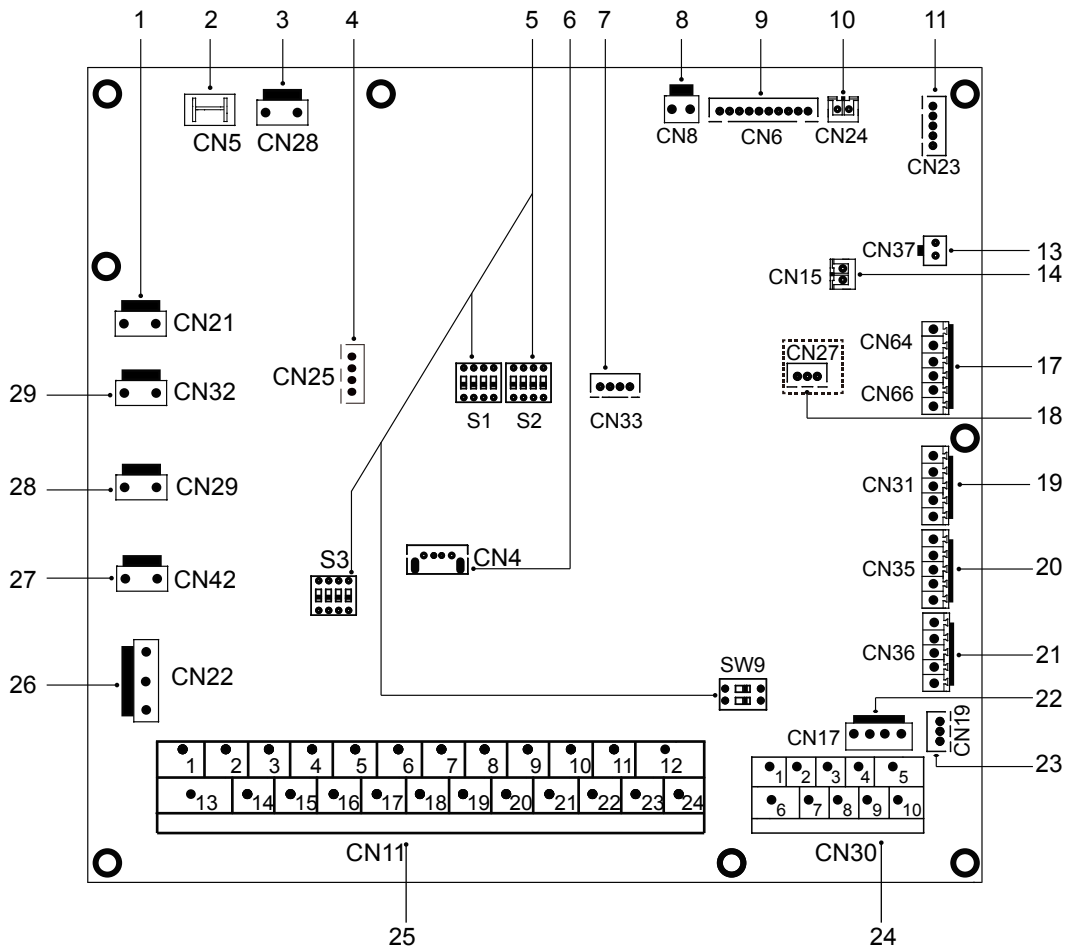 1 2 3 4 5 6 7 8 9 10 11
CN5 CN28 CN8 CN6 CN24 CN23
CN37 13
CN15 14
CN21 CN64
CN27
CN25 17
29 CN32 CN66
S1 S2 CN33 18
28 CN29 CN31 19
S3 CN4
27 CN42 CN35 20
CN36 21
26 CN22 SW9
22
CN17 CN19
23
1 2 3 4 5 6 7 8 9 10 11 12
1 2 3 4 5
13 14 15 16 17 18 19 20 21 22 23 24
6 7 8 9 10
CN11 CN30
25 24